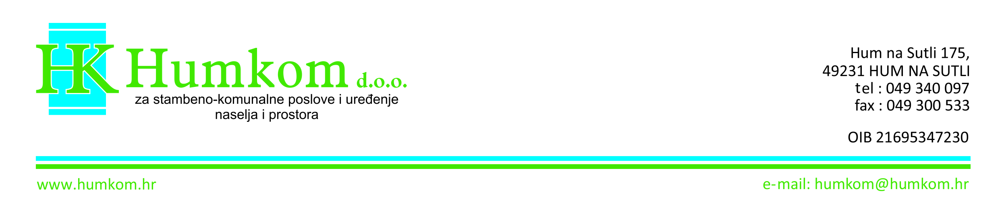 HK Humkom d.o.o.
za stambeno-komunalne poslove i uređenje
naselja i prostora
Hum na Sutli 175,
49231 HUM NA SUTLI
tel : 049 340 097
fax : 049 300 533
OIB 21695347230
www.humkom.hr
e-mail: humkom@humkom.hr